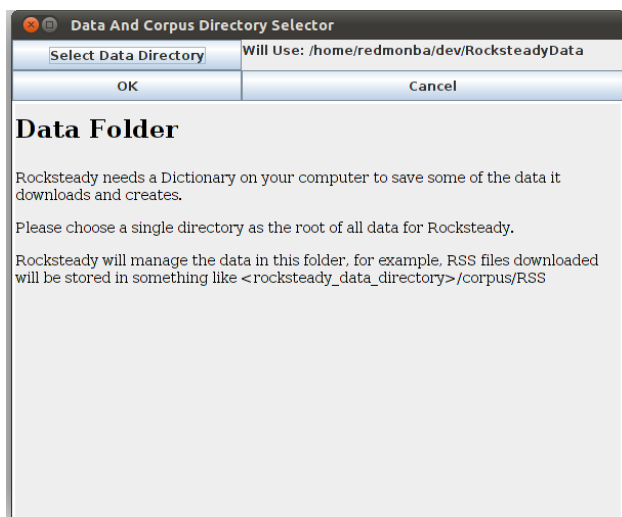 Data And Corpus Directory Selector
Select Data Directory
Will Use: /home/redmonba/dev/RocksteadyData
OK
Cancel
Data Folder
Rocksteady needs a Dictionary on your computer to save some of the data it
downloads and creates.
Please choose a single directory as the root of all data for Rocksteady.
Rocksteady will manage the data in this folder, for example, RSS files downloaded
will be stored in something like <rocksteady_data_directory>/corpus/RSS